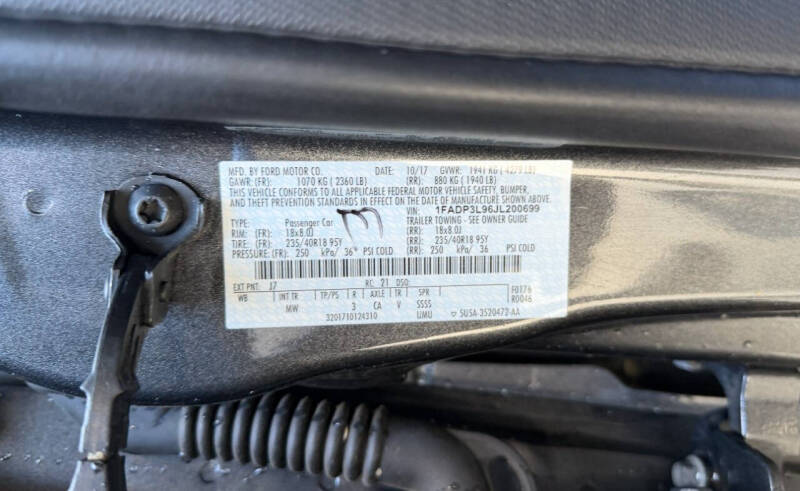 MFD. BY FORD MOTOR CO. DATE: 10/17 GVWR: 1941 KG ( 4279 LB)
GAWR: (FR): 1070 KG ( 2360 LB) (RR): 880 KG ( 1940 LB)
THIS VEHICLE CONFORMS TO ALL APPLICABLE FEDERAL MOTOR VEHICLE SAFETY, BUMPER,
AND THEFT PREVENTION STANDARDS IN EFFECT ON THE DATE OF MANUFACTURE SHOWN ABOVE.
VIN: 1FADP3L96JL200699
TYPE: Passenger Car M TRAILER TOWING - SEE OWNER GUIDE
RIM: (FR): 18x8.0J (RR): 18x8.0J
TIRE: (FR): 235/40R18 95Y (RR): 235/40R18 95Y
PRESSURE: (FR): 250 kPa/ 36 PSI COLD (RR): 250 kPa/ 36 PSI COLD
EXT PNT: J7 RC: 21 DSO:
WB INT TR TP/PS R AXLE TR SPR F0176
MW 3 CA V SSSS R0046
3201710124310 UMU 5U5A-3520472-AA